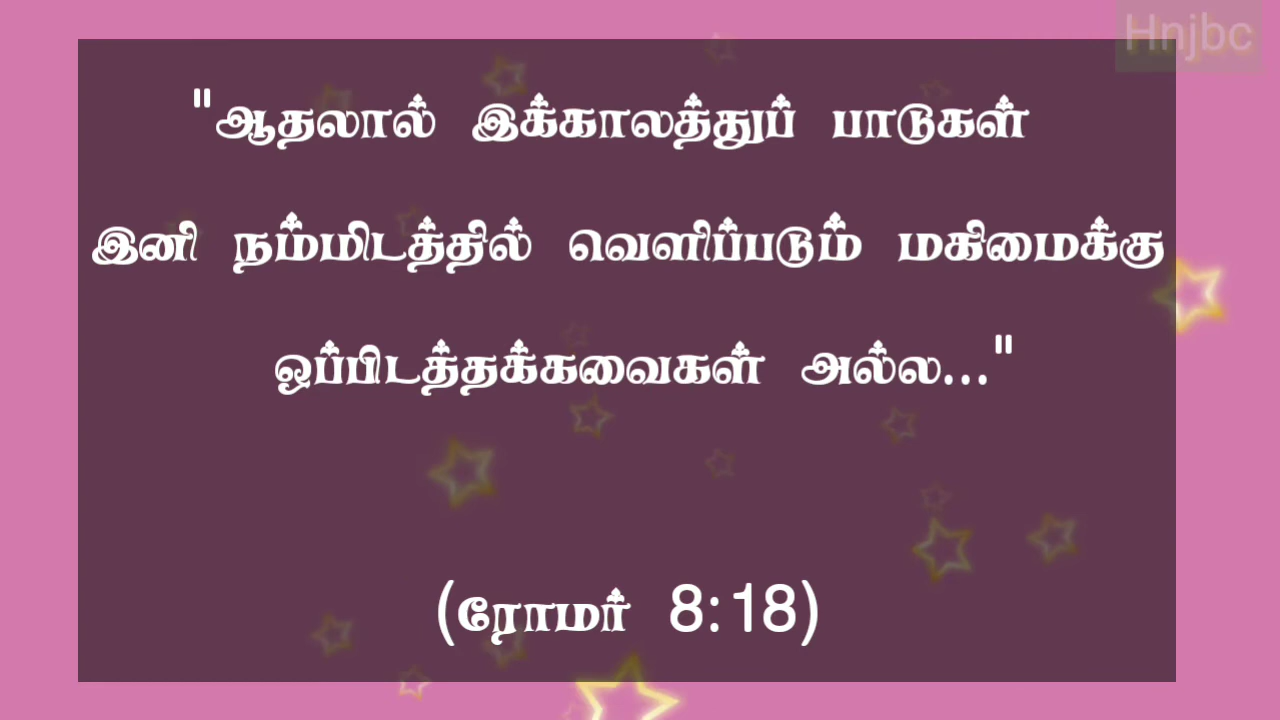 Hnjbc
"ஆதலால் இக்காலத்துப் பாடுகள்
இனி நம்மிடத்தில் வெளிப்படும் மகிமைக்கு
ஒப்பிடத்தக்கவைகள் அல்ல..."
(ரோமர் 8:18)